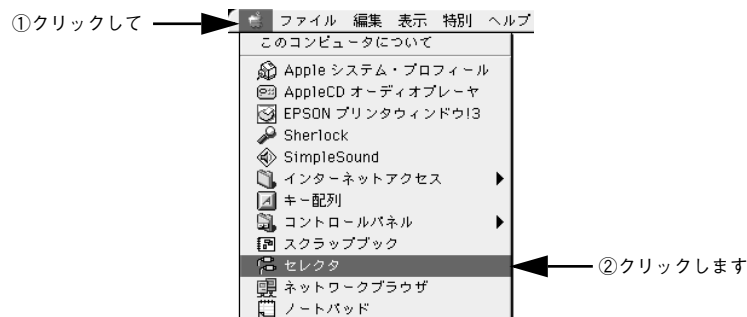 ①クリックして
ファイル 編集 表示 特別 ヘルプ
このコンピュータについて
Apple システム・プロフィール
AppleCD オーディオプレーヤ
EPSON プリンタウィンドウ!3
Sherlock
SimpleSound
インターネットアクセス
キー配列
コントロールパネル
スクラップブック
セレクタ
②クリックします
ネットワークブラウザ
ノートパッド